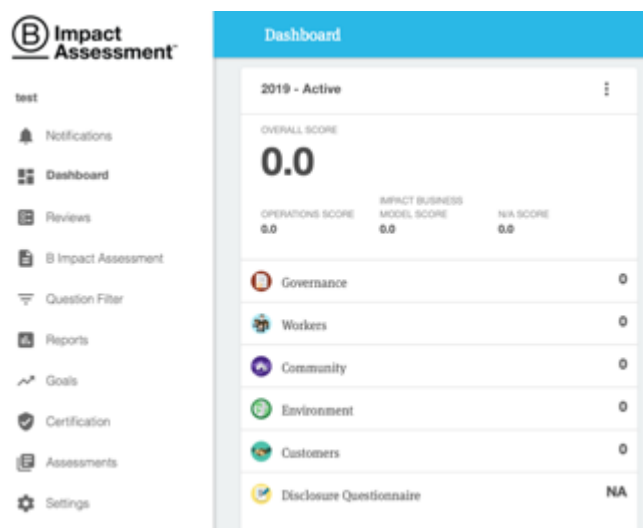 B Impact
Assessment™
test
Notifications
Dashboard
Reviews
B Impact Assessment
Question Filter
Reports
Goals
Certification
Assessments
Settings
Dashboard
2019 - Active
OVERALL SCORE
0.0
OPERATIONS SCORE
0.0
IMPACT BUSINESS
MODEL SCORE
0.0
N/A SCORE
0.0
Governance 0
Workers 0
Community 0
Environment 0
Customers 0
Disclosure Questionnaire NA